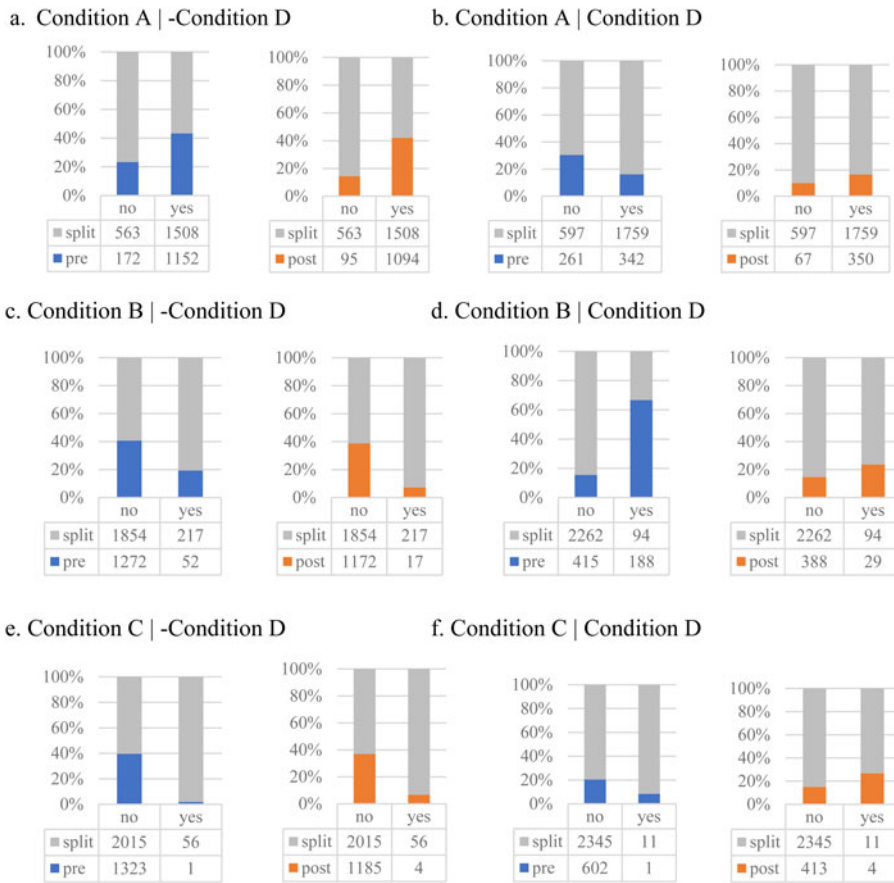 a. Condition A | -Condition D
b. Condition A | Condition D
100% 100% 100% 100%
80% 80% 80% 80%
60% 60% 60% 60%
40% 40% 40% 40%
20% 20% 20% 20%
0% 0% 0% 0%
no yes no yes no yes no yes
split 563 1508 split 563 1508 split 597 1759 split 597 1759
pre 172 1152 post 95 1094 pre 261 342 post 67 350
c. Condition B | -Condition D
d. Condition B | Condition D
100% 100% 100% 100%
80% 80% 80% 80%
60% 60% 60% 60%
40% 40% 40% 40%
20% 20% 20% 20%
0% 0% 0% 0%
no yes no yes no yes no yes
split 1854 217 split 1854 217 split 2262 94 split 2262 94
pre 1272 52 post 1172 17 pre 415 188 post 388 29
e. Condition C | -Condition D
f. Condition C | Condition D
100% 100% 100% 100%
80% 80% 80% 80%
60% 60% 60% 60%
40% 40% 40% 40%
20% 20% 20% 20%
0% 0% 0% 0%
no yes no yes no yes no yes
split 2015 56 split 2015 56 split 2345 11 split 2345 11
pre 1323 1 post 1185 4 pre 602 1 post 413 4